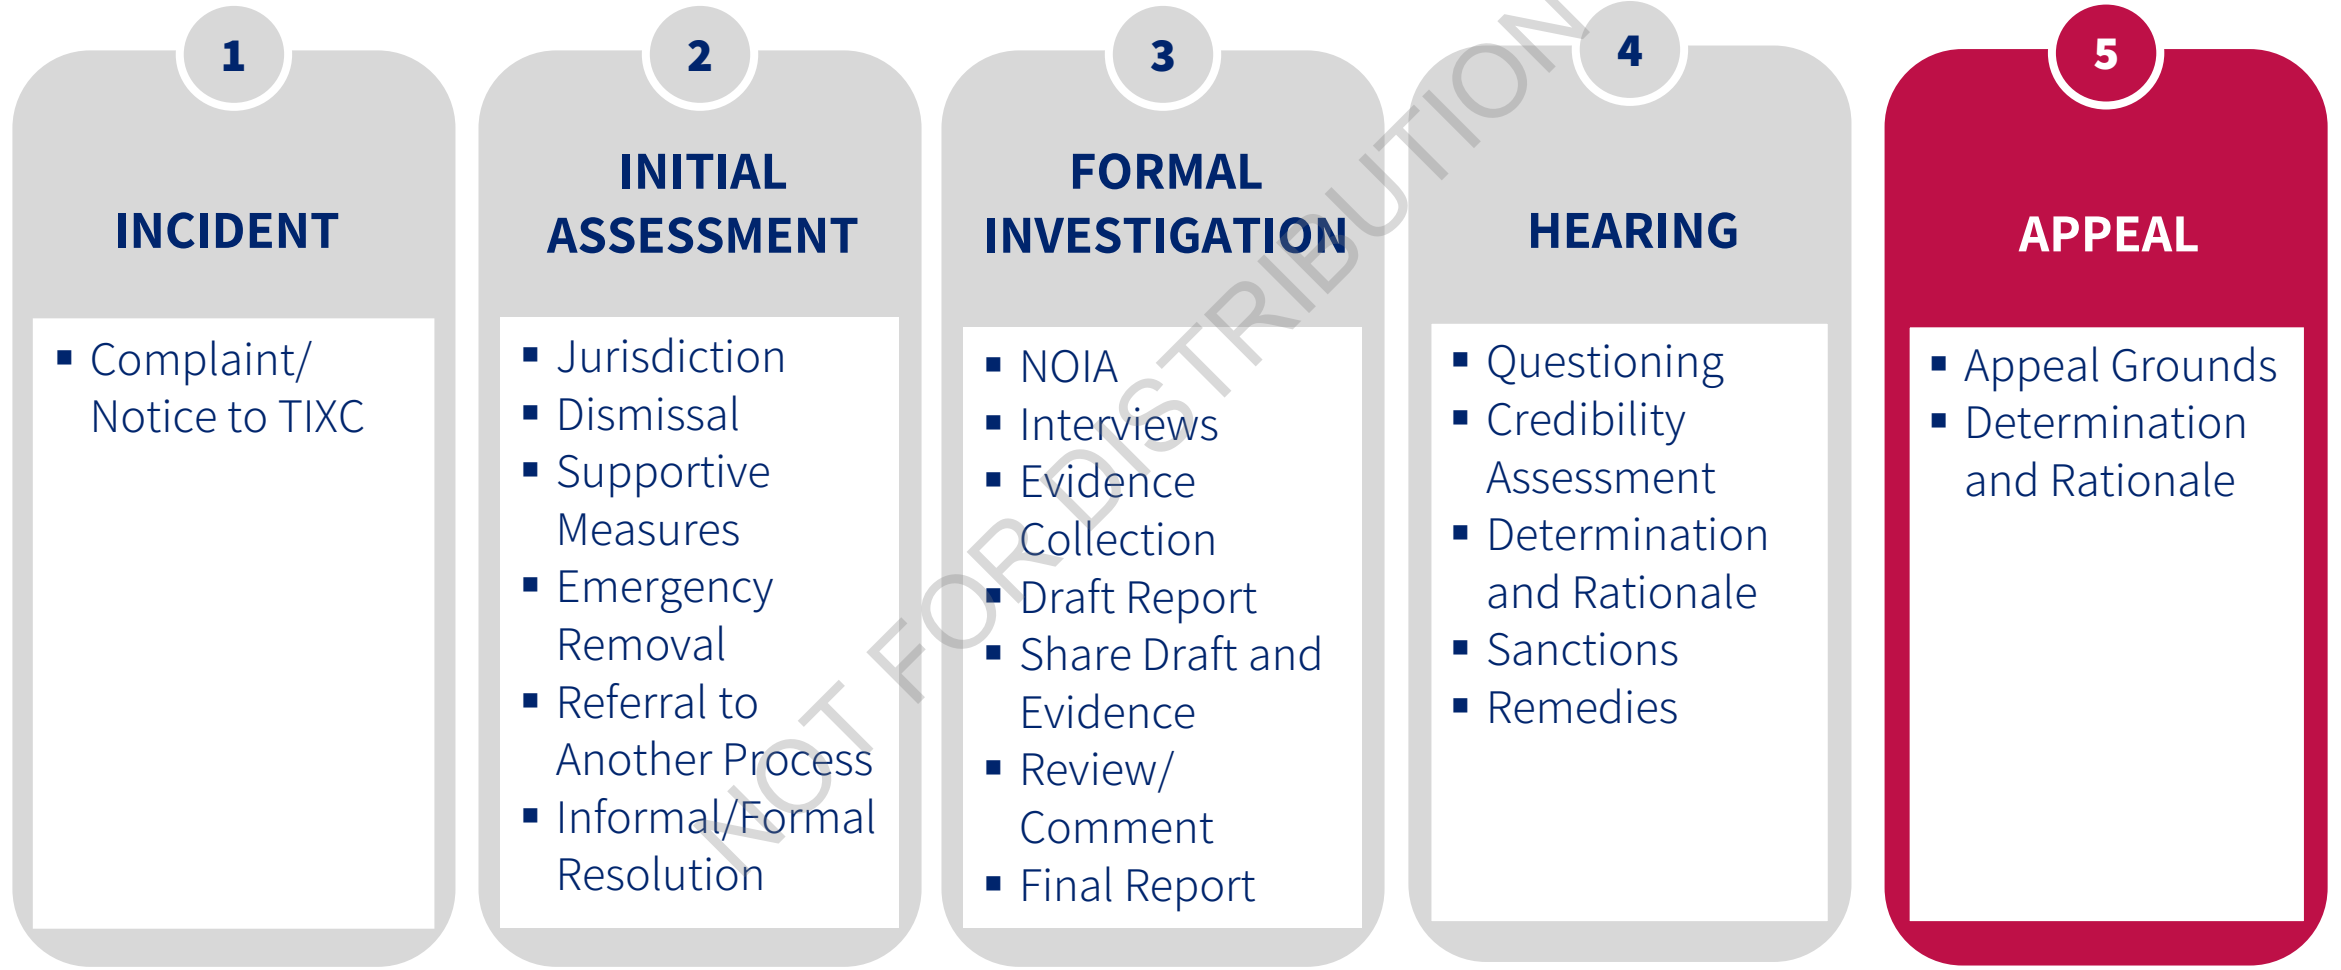 1
INCIDENT
▪ Complaint/
Notice to TIXC
2
INITIAL
ASSESSMENT
▪ Jurisdiction
▪ Dismissal
▪ Supportive
Measures
▪ Emergency
Removal
▪ Referral to
Another Process
▪ Informal/Formal
Resolution
3
FORMAL
INVESTIGATION
▪ NOIA
▪ Interviews
▪ Evidence
Collection
▪ Draft Report
▪ Share Draft and
Evidence
▪ Review/
Comment
▪ Final Report
4
HEARING
▪ Questioning
▪ Credibility
Assessment
▪ Determination
and Rationale
▪ Sanctions
▪ Remedies
5
APPEAL
▪ Appeal Grounds
▪ Determination
and Rationale
NOT FOR DISTRIBUTION